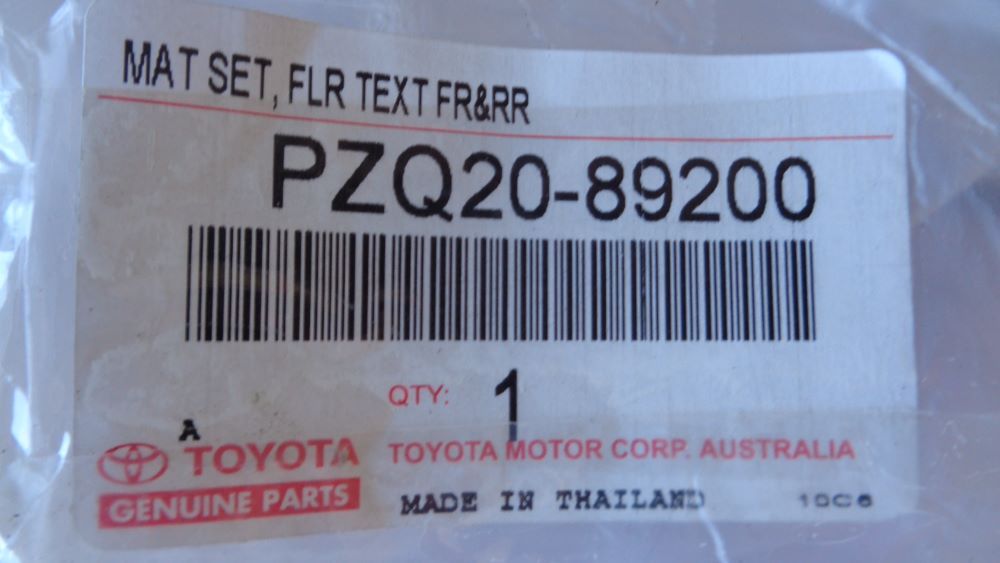 MAT SET, FLR TEXT FR&RR
PZQ20-89200
QTY: 1
A
TOYOTA
GENUINE PARTS
TOYOTA MOTOR CORP. AUSTRALIA
MADE IN THAILAND 10C6